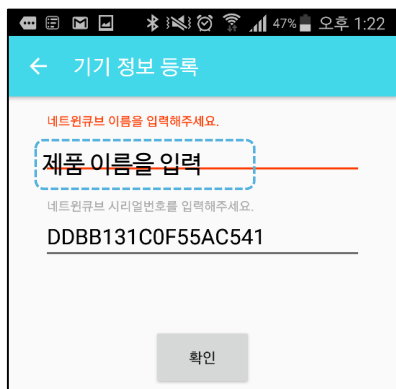 47% 오후 1:22
기기 정보 등록
네트윈큐브 이름을 입력해주세요.
제품 이름을 입력
네트윈큐브 시리얼번호를 입력해주세요.
DDBB131C0F55AC541
확인